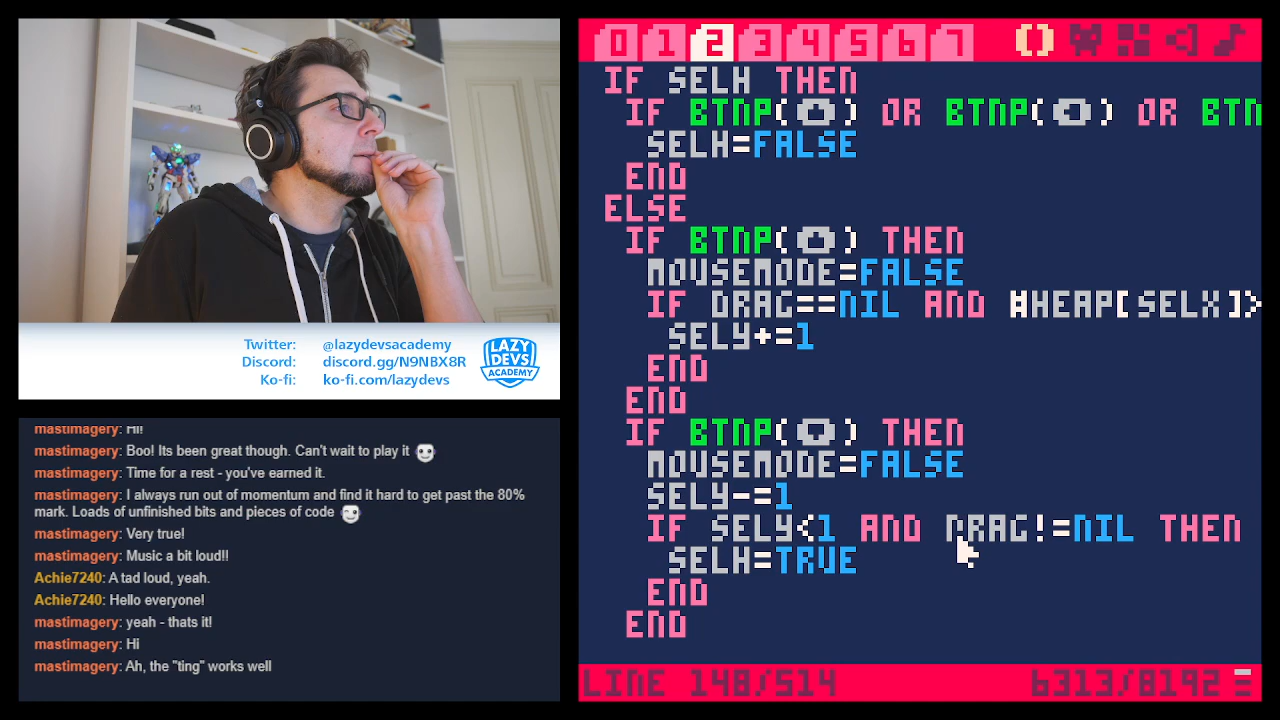 Twitter: @lazydevsacademy
Discord: discord.gg/N9NBX8R
Ko-fi: ko-fi.com/lazydevs
LAZY
DEVS
ACADEMY
mastimagery: Hi!
mastimagery: Boo! Its been great though. Can't wait to play it
mastimagery: Time for a rest - you've earned it.
mastimagery: I always run out of momentum and find it hard to get past the 80%
mark. Loads of unfinished bits and pieces of code
mastimagery: Very true!
mastimagery: Music a bit loud!!
Achie7240: A tad loud, yeah.
Achie7240: Hello everyone!
mastimagery: yeah - thats it!
mastimagery: Hi
mastimagery: Ah, the "ting" works well
0 1 2 3 4 5 6 7 ()
IF SELH THEN
IF BTNP(⬆) OR BTNP(⬅) OR BTN
SELH=FALSE
END
ELSE
IF BTNP(⬆) THEN
MOUSEMODE=FALSE
IF DRAG==NIL AND #HEAP[SELX]>
SELY+=1
END
END
IF BTNP(⬇) THEN
MOUSEMODE=FALSE
SELY-=1
IF SELY<1 AND DRAG!=NIL THEN
SELH=TRUE
END
END
LINE 148/514 6313/8192